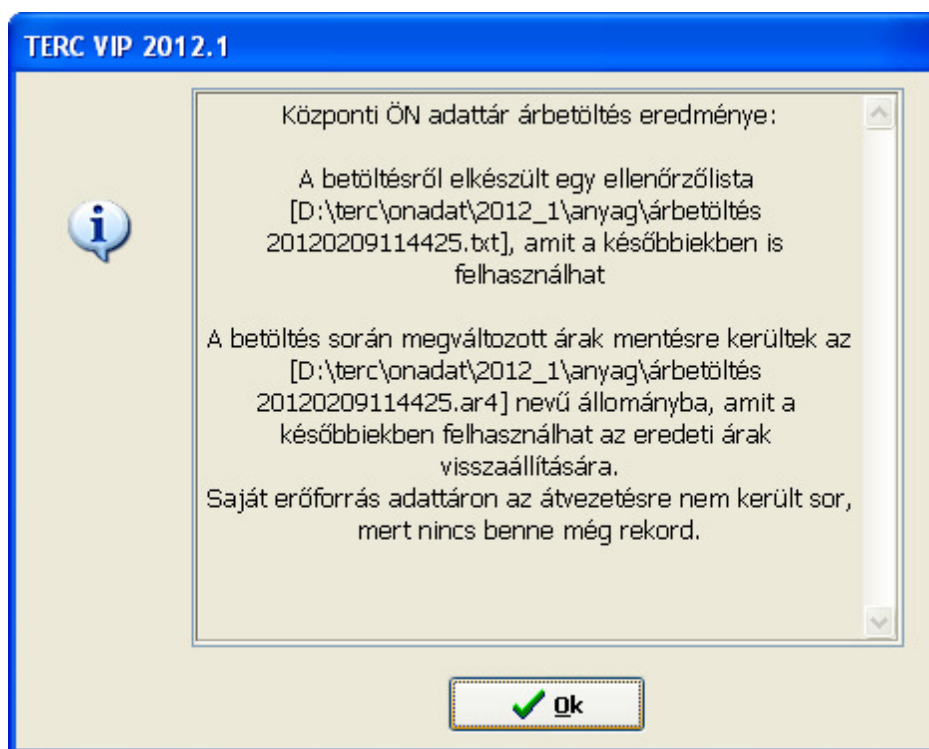 TERC VIP 2012.1
Központi ÖN adattár árbetöltés eredménye:
A betöltésről elkészült egy ellenőrzőlista
[D:\terc\onadat\2012_1\anyag\árbetöltés
20120209114425.txt], amit a későbbiekben is
felhasználhat
A betöltés során megváltozott árak mentésre kerültek az
[D:\terc\onadat\2012_1\anyag\árbetöltés
20120209114425.ar4] nevű állományba, amit a
későbbiekben felhasználhat az eredeti árak
visszaállítására.
Saját erőforrás adattáron az átvezetésre nem került sor,
mert nincs benne még rekord.
Ok